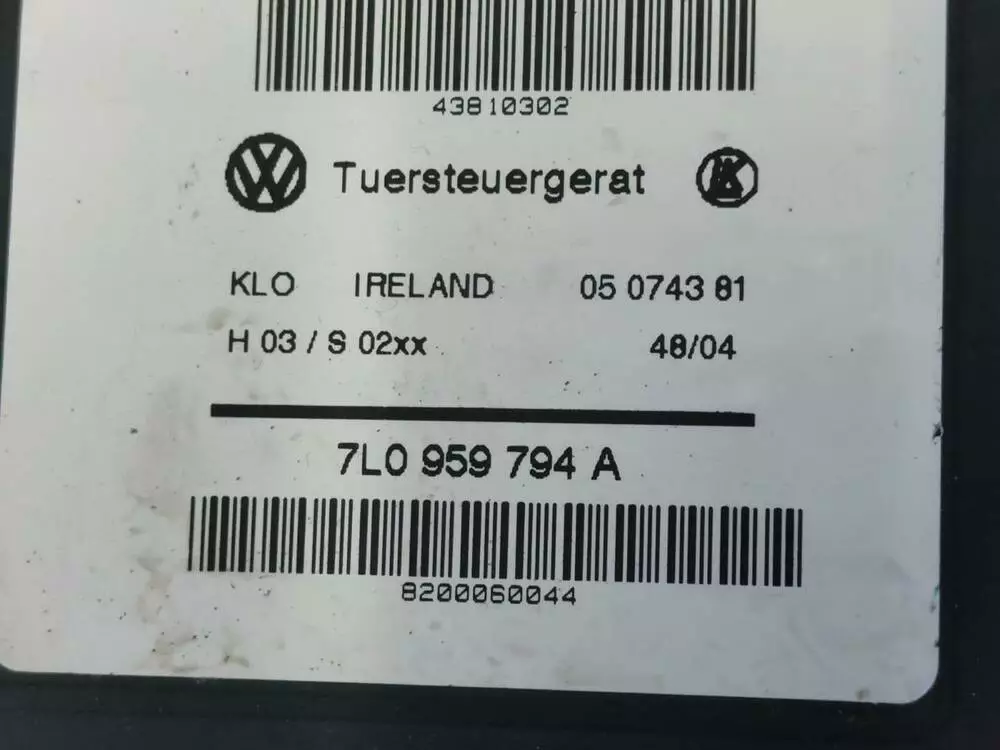 43810302
Tuersteuergerat
KLO IRELAND 05 0743 81
H 03 / S 02xx 48/04
7L0 959 794 A
8200060044